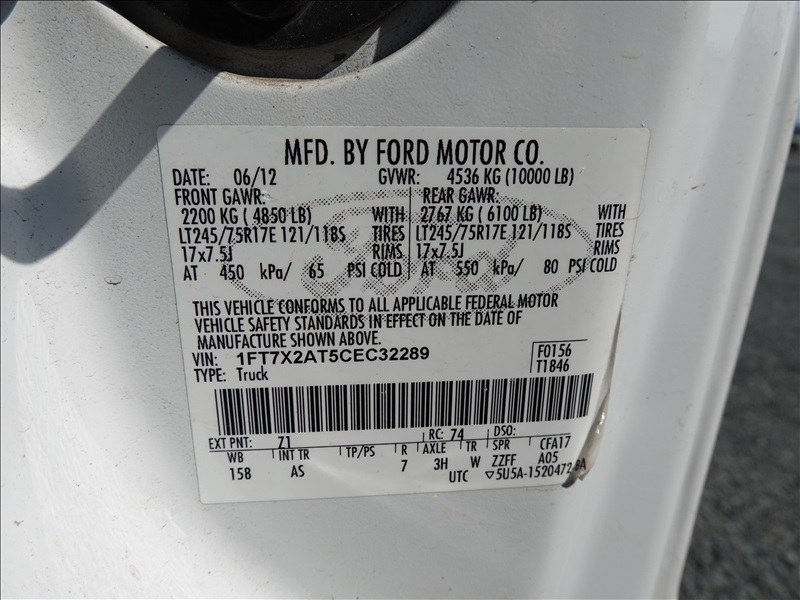 MFD. BY FORD MOTOR CO.
DATE: 06/12 GVWR: 4536 KG (10000 LB)
FRONT GAWR: REAR GAWR:
2200 KG ( 4850 LB) WITH 2767 KG ( 6100 LB) WITH
LT245/75R17E 121/118S TIRES LT245/75R17E 121/118S TIRES
17x7.5J RIMS 17x7.5J RIMS
AT 450 kPa/ 65 PSI COLD AT 550 kPa/ 80 PSI COLD
Ford
THIS VEHICLE CONFORMS TO ALL APPLICABLE FEDERAL MOTOR
VEHICLE SAFETY STANDARDS IN EFFECT ON THE DATE OF
MANUFACTURE SHOWN ABOVE.
VIN: 1FT7X2AT5CEC32289 F0156
TYPE: Truck T1846
EXT PNT: 71 RC: 74 DSO:
WB INT TR TP/PS R AXLE TR SPR CFA17
158 AS 7 3H W ZZFF A05
UTC ▽5U5A-1520472-BA